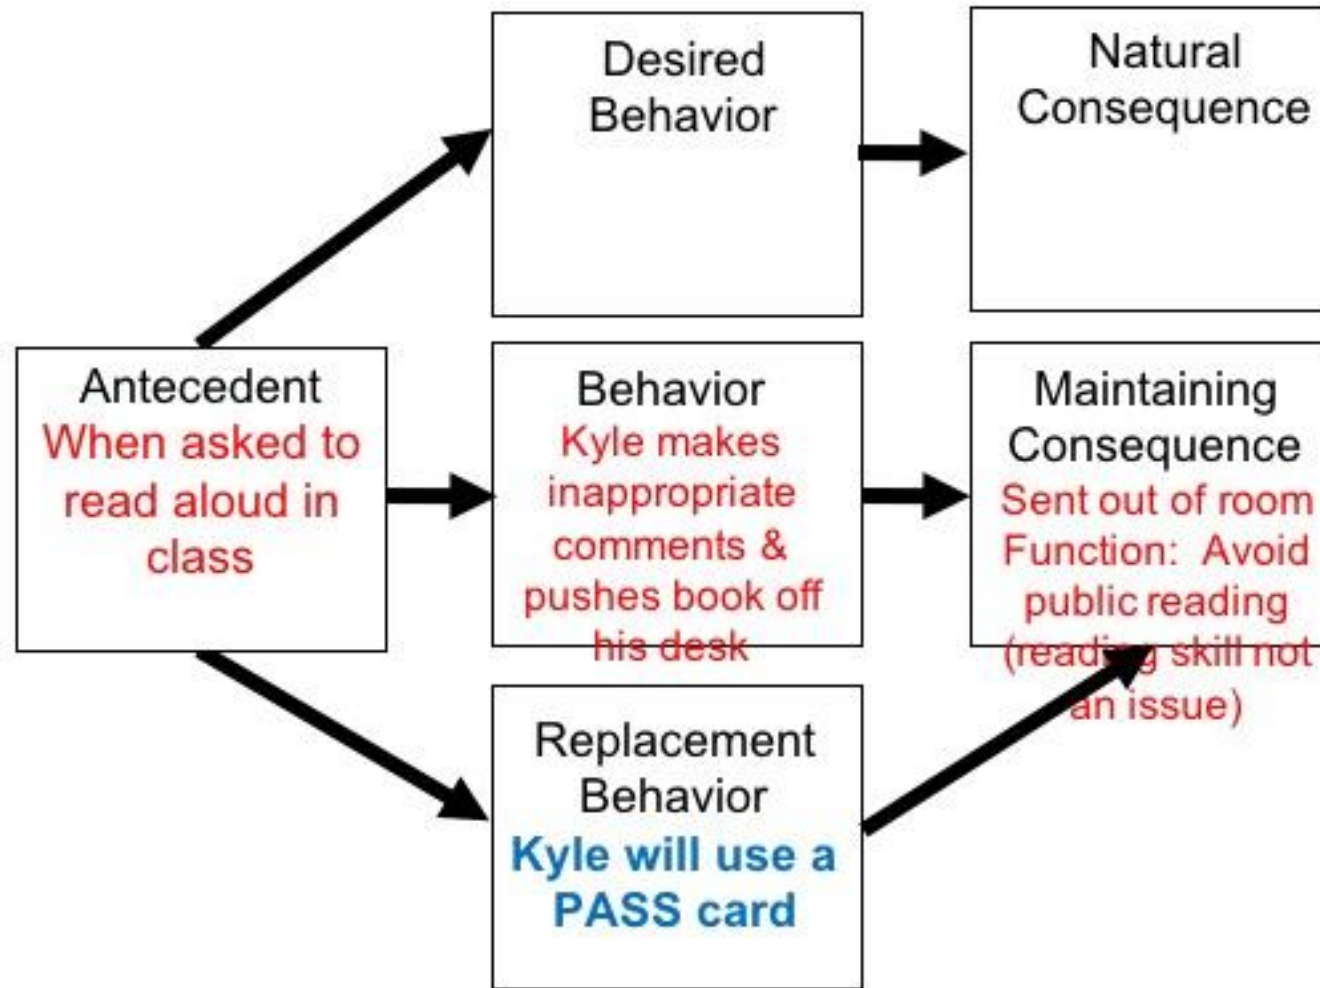 Desired
Behavior
Natural
Consequence
Antecedent
When asked to
read aloud in
class
Behavior
Kyle makes
inappropriate
comments &
pushes book off
his desk
Maintaining
Consequence
Sent out of room
Function: Avoid
public reading
(reading skill not
an issue)
Replacement
Behavior
Kyle will use a
PASS card